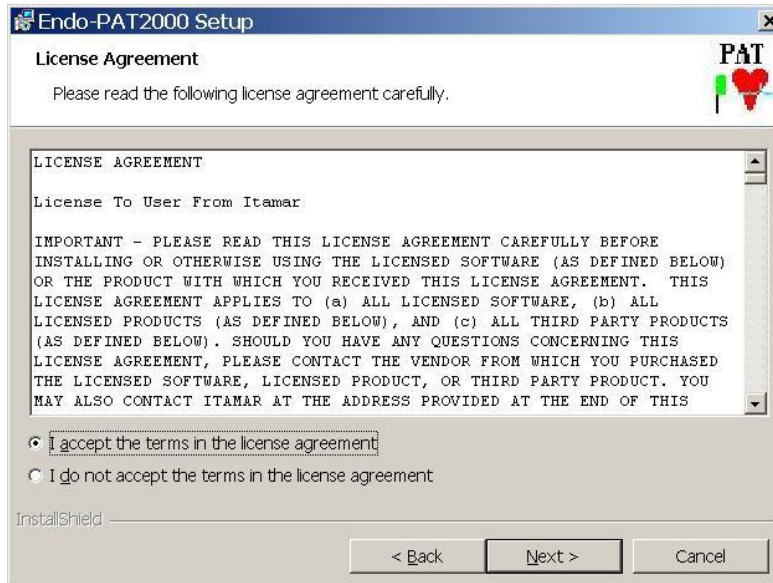 Endo-PAT2000 Setup
License Agreement
PAT
Please read the following license agreement carefully.
LICENSE AGREEMENT
License To User From Itamar
IMPORTANT - PLEASE READ THIS LICENSE AGREEMENT CAREFULLY BEFORE
INSTALLING OR OTHERWISE USING THE LICENSED SOFTWARE (AS DEFINED BELOW)
OR THE PRODUCT WITH WHICH YOU RECEIVED THIS LICENSE AGREEMENT.  THIS
LICENSE AGREEMENT APPLIES TO (a) ALL LICENSED SOFTWARE, (b) ALL
LICENSED PRODUCTS (AS DEFINED BELOW), AND (c) ALL THIRD PARTY PRODUCTS
(AS DEFINED BELOW). SHOULD YOU HAVE ANY QUESTIONS CONCERNING THIS
LICENSE AGREEMENT, PLEASE CONTACT THE VENDOR FROM WHICH YOU PURCHASED
THE LICENSED SOFTWARE, LICENSED PRODUCT, OR THIRD PARTY PRODUCT. YOU
MAY ALSO CONTACT ITAMAR AT THE ADDRESS PROVIDED AT THE END OF THIS
I accept the terms in the license agreement
I do not accept the terms in the license agreement
InstallShield
< Back
Next >
Cancel